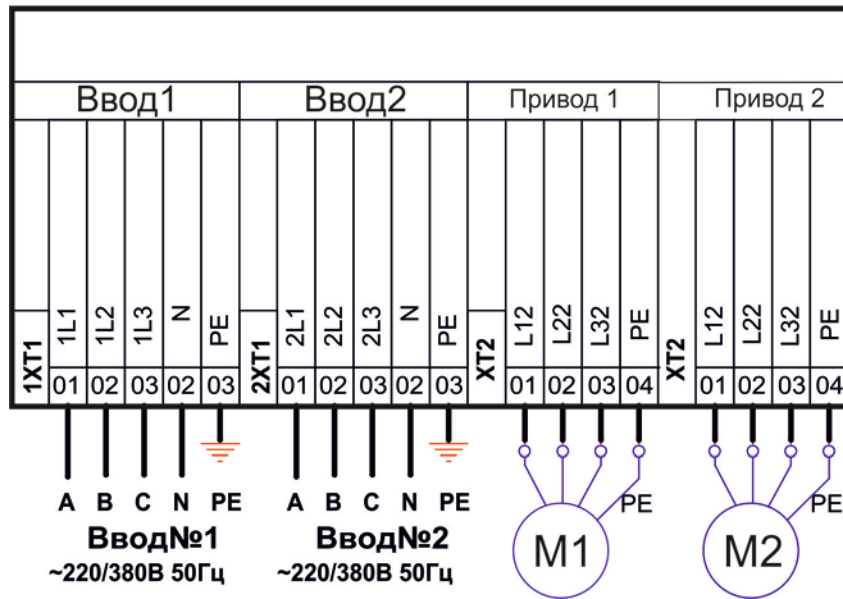 Ввод1 Ввод2 Привод 1 Привод 2
1XT1 1L1 1L2 1L3 N PE 2XT1 2L1 2L2 2L3 N PE XT2 L12 L22 L32 PE XT2 L12 L22 L32 PE
01 02 03 02 03 01 02 03 02 03 01 02 03 04 01 02 03 04
A B C N PE A B C N PE PE PE
Ввод№1 Ввод№2 M1 M2
~220/380В 50Гц ~220/380В 50Гц